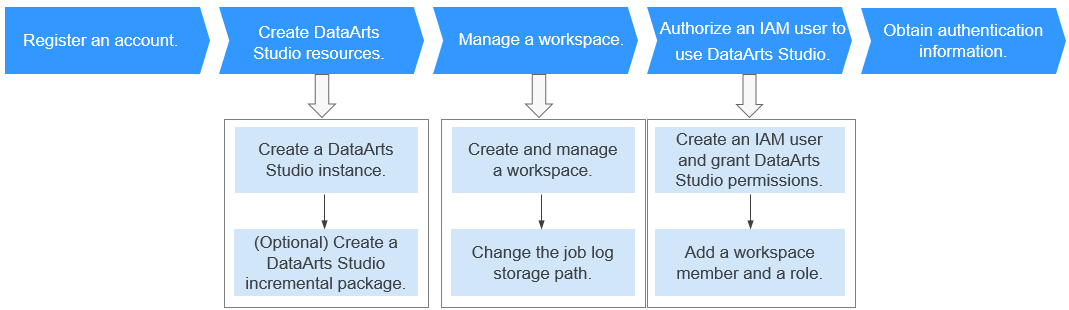 Register an account.
Create DataArts
Studio resources.
Manage a workspace.
Authorize an IAM user to
use DataArts Studio.
Obtain authentication
information.
Create a DataArts
Studio instance.
(Optional) Create a
DataArts Studio
incremental package.
Create and manage
a workspace.
Change the job log
storage path.
Create an IAM user
and grant DataArts
Studio permissions.
Add a workspace
member and a role.